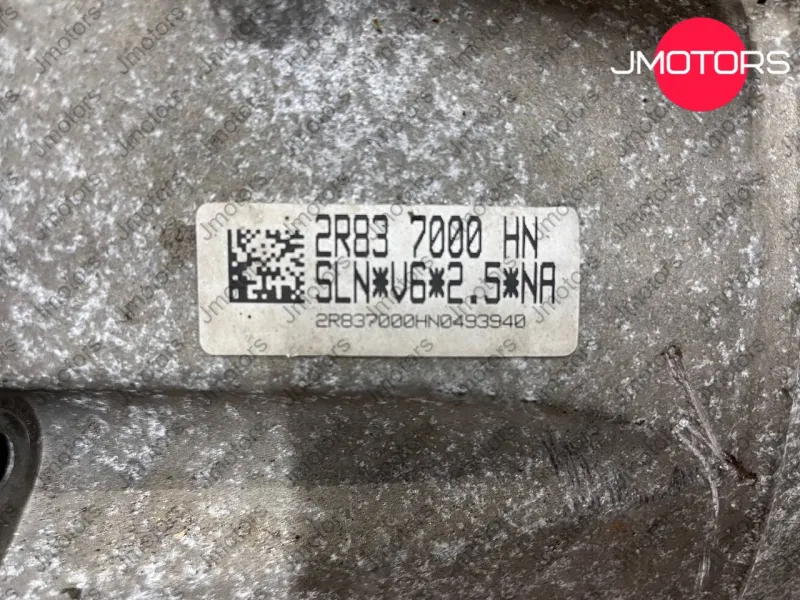 JMOTORS
2R83 7000 HN
SLN*V6*2.5*NA
2R837000HN0493940